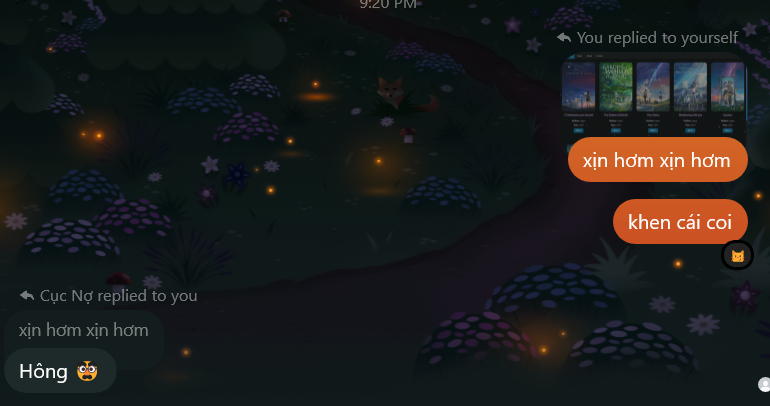 9:20 PM
You replied to yourself
xịn hơm xịn hơm
khen cái coi
Cục Nợ replied to you
xịn hơm xịn hơm
Hông 🥸